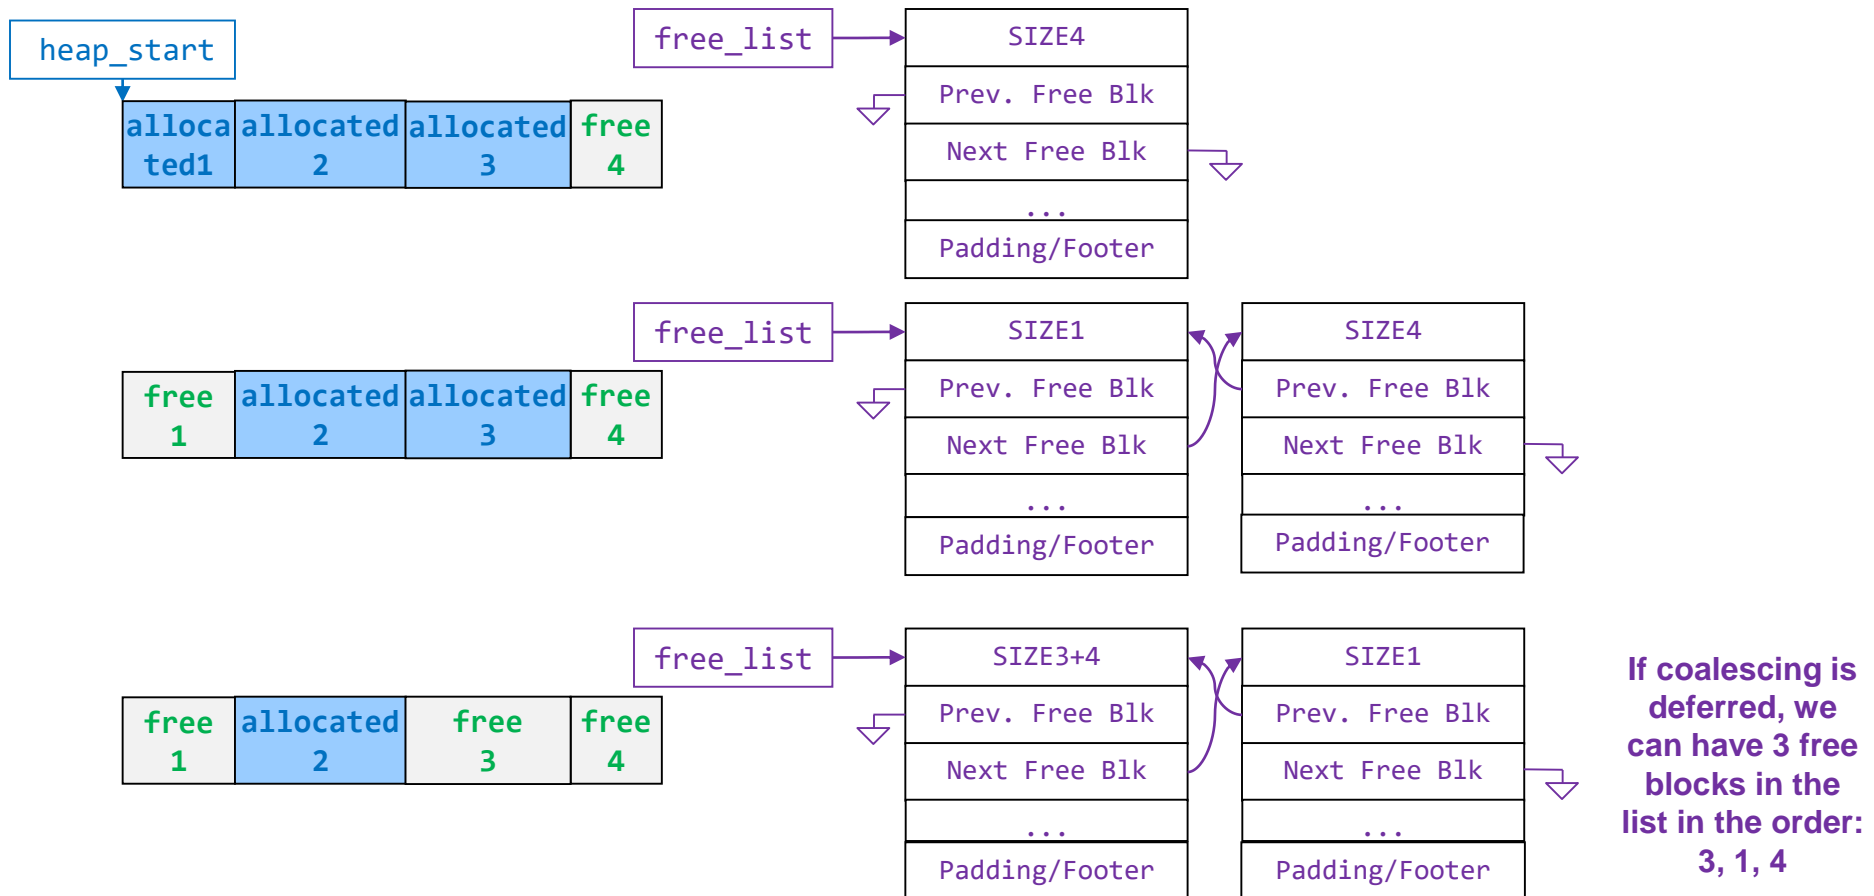 heap_start
alloca
ted1
allocated
2
allocated
3
free
4
free_list
SIZE4
Prev. Free Blk
Next Free Blk
...
Padding/Footer
free
1
allocated
2
allocated
3
free
4
free_list
SIZE1
Prev. Free Blk
Next Free Blk
...
Padding/Footer
SIZE4
Prev. Free Blk
Next Free Blk
...
Padding/Footer
free
1
allocated
2
free
3
free
4
free_list
SIZE3+4
Prev. Free Blk
Next Free Blk
...
Padding/Footer
SIZE1
Prev. Free Blk
Next Free Blk
...
Padding/Footer
If coalescing is
deferred, we
can have 3 free
blocks in the
list in the order:
3, 1, 4